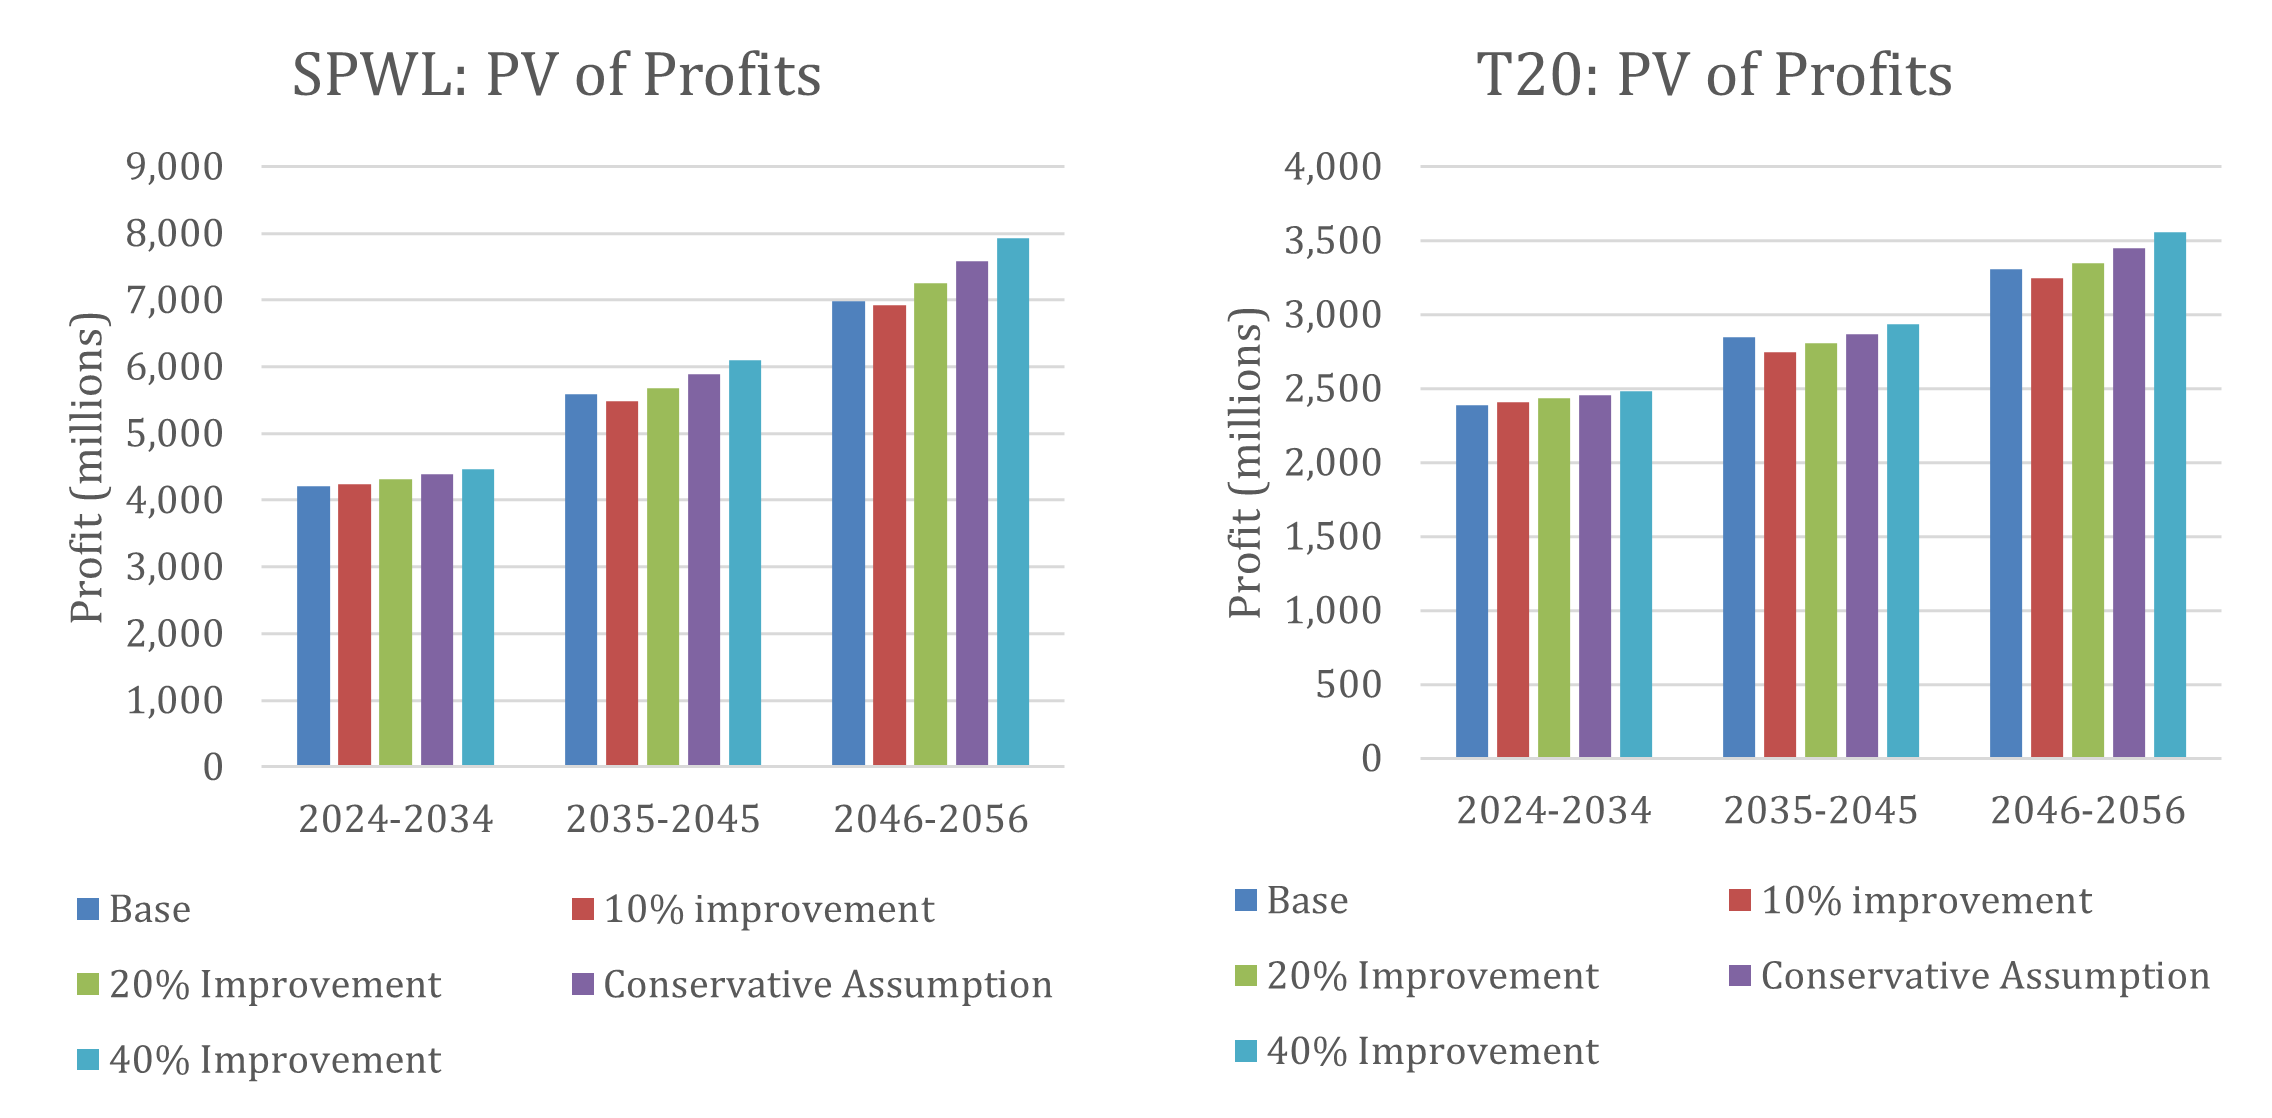 SPWL: PV of Profits
Profit (millions)
9,000
8,000
7,000
6,000
5,000
4,000
3,000
2,000
1,000
0
2024-2034 2035-2045 2046-2056
Base 10% improvement
20% Improvement Conservative Assumption
40% Improvement
T20: PV of Profits
Profit (millions)
4,000
3,500
3,000
2,500
2,000
1,500
1,000
500
0
2024-2034 2035-2045 2046-2056
Base 10% improvement
20% Improvement Conservative Assumption
40% Improvement